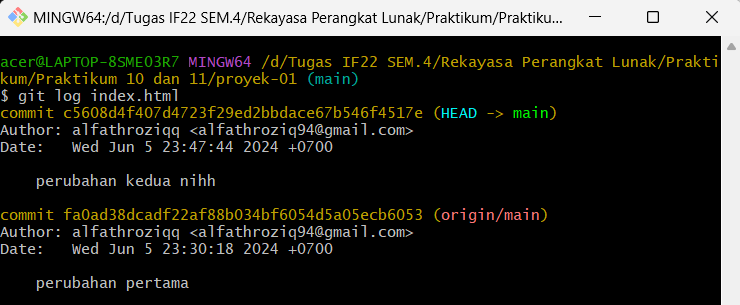 MINGW64:/d/Tugas IF22 SEM.4/Rekayasa Perangkat Lunak/Praktikum/Praktiku...
acer@LAPTOP-8SME03R7 MINGW64 /d/Tugas IF22 SEM.4/Rekayasa Perangkat Lunak/Prakti
kum/Praktikum 10 dan 11/proyek-01 (main)
$ git log index.html
commit c5608d4f407d4723f29ed2bbdace67b546f4517e (HEAD -> main)
Author: alfathroziqq <alfathroziq94@gmail.com>
Date:   Wed Jun 5 23:47:44 2024 +0700
    perubahan kedua nihh
commit fa0ad38dcadf22af88b034bf6054d5a05ecb6053 (origin/main)
Author: alfathroziqq <alfathroziq94@gmail.com>
Date:   Wed Jun 5 23:30:18 2024 +0700
    perubahan pertama